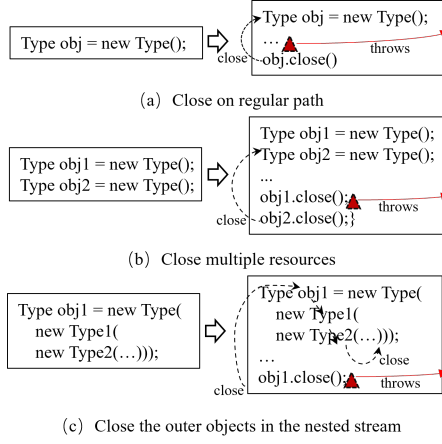 Type obj = new Type();
Type obj = new Type();
...
throws
close
obj.close()
(a) Close on regular path
Type obj1 = new Type();
Type obj2 = new Type();
Type obj1 = new Type();
Type obj2 = new Type();
...
obj1.close();
throws
close
obj2.close();}
(b) Close multiple resources
Type obj1 = new Type(
new Type1(
new Type2(…)));
Type obj1 = new Type(
new Type1(
new Type2(…)));
…
close
close
obj1.close();
throws
(c) Close the outer objects in the nested stream